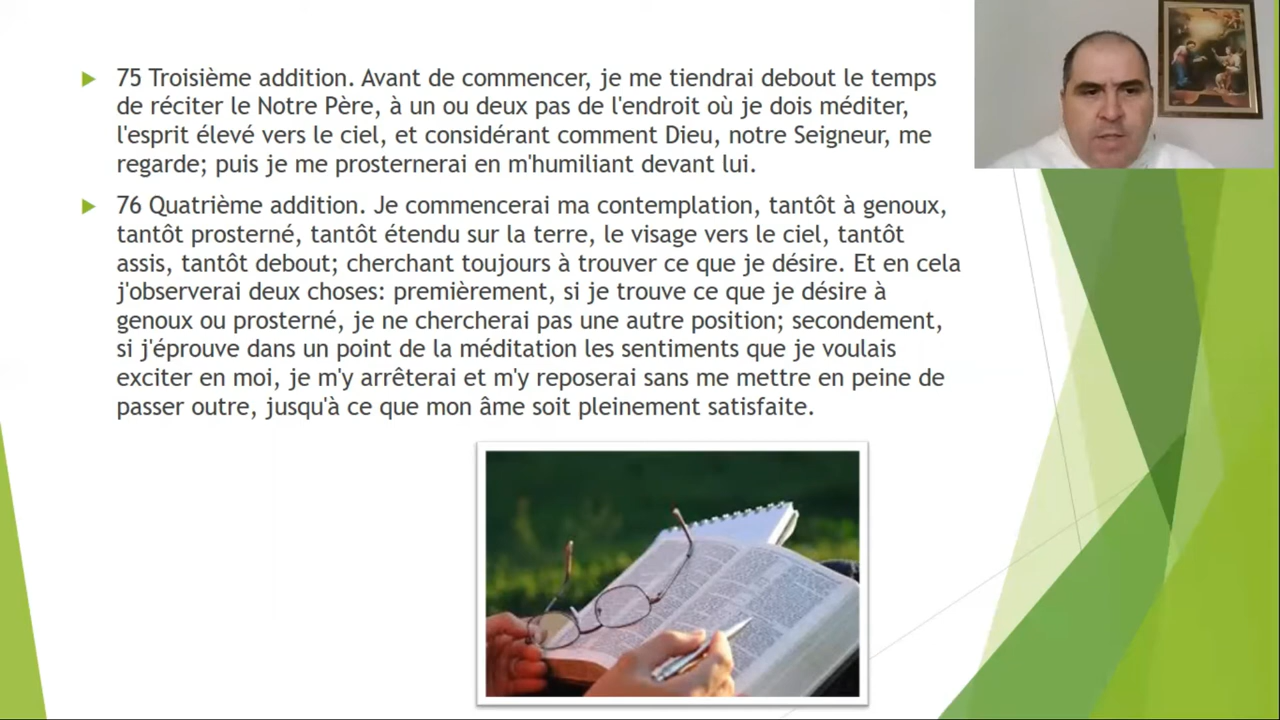 75 Troisième addition. Avant de commencer, je me tiendrai debout le temps
de réciter le Notre Père, à un ou deux pas de l'endroit où je dois méditer,
l'esprit élevé vers le ciel, et considérant comment Dieu, notre Seigneur, me
regarde; puis je me prosternerai en m'humiliant devant lui.
76 Quatrième addition. Je commencerai ma contemplation, tantôt à genoux,
tantôt prosterné, tantôt étendu sur la terre, le visage vers le ciel, tantôt
assis, tantôt debout; cherchant toujours à trouver ce que je désire. Et en cela
j'observerai deux choses: premièrement, si je trouve ce que je désire à
genoux ou prosterné, je ne chercherai pas une autre position; secondement,
si j'éprouve dans un point de la méditation les sentiments que je voulais
exciter en moi, je m'y arrêterai et m'y reposerai sans me mettre en peine de
passer outre, jusqu'à ce que mon âme soit pleinement satisfaite.